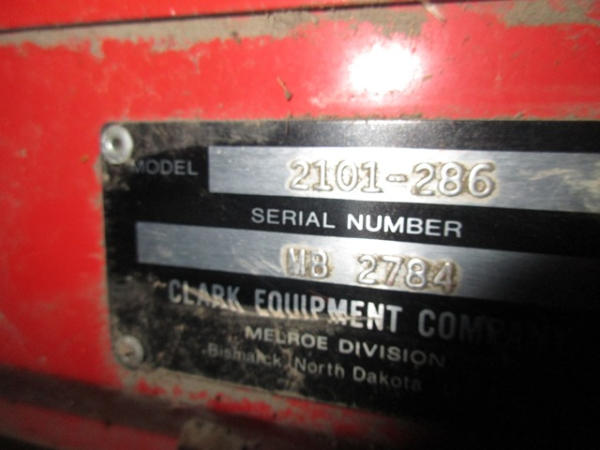 MODEL 2101-286
SERIAL NUMBER
MB 2784
CLARK EQUIPMENT COMPANY
MELROE DIVISION
Bismarck, North Dakota